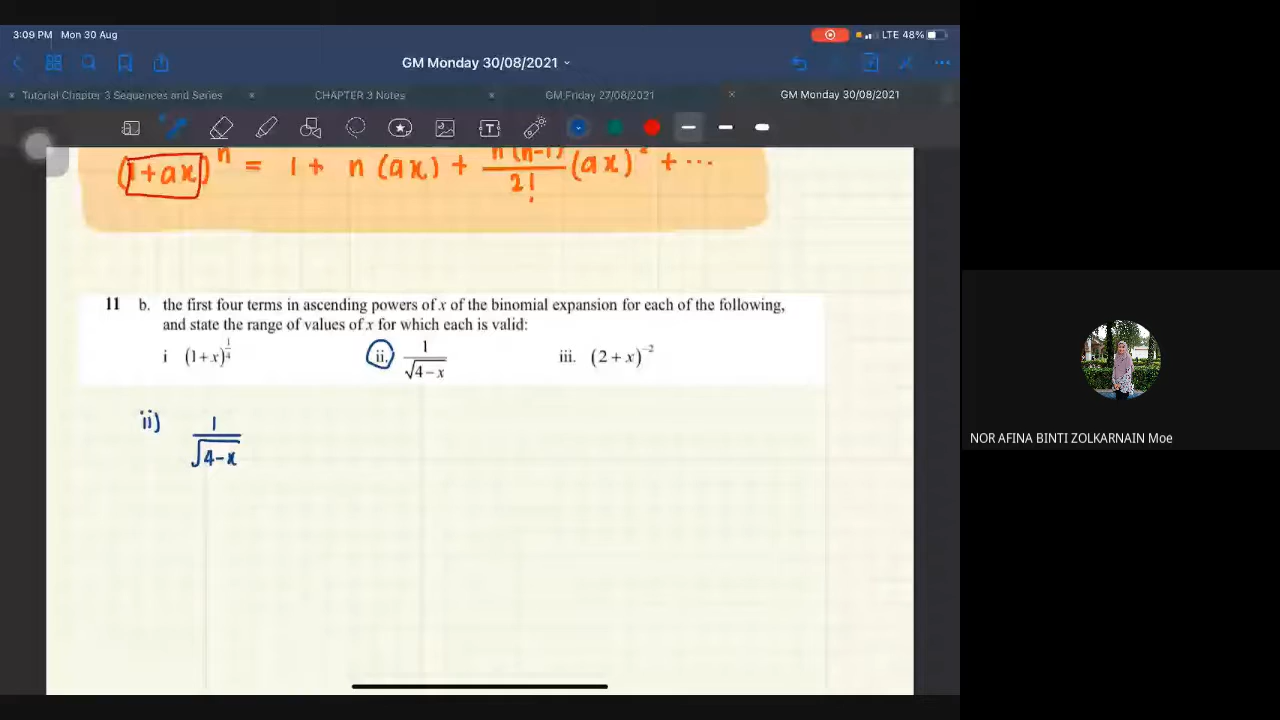 3:09 PM Mon 30 Aug
LTE 48%
GM Monday 30/08/2021
Tutorial Chapter 3 Sequences and Series
CHAPTER 3 Notes
GM Friday 27/08/2021
GM Monday 30/08/2021
(1+ax)^n = 1 + n(ax) + n(n-1)/2! (ax)^2 + ...
11 b. the first four terms in ascending powers of x of the binomial expansion for each of the following,
and state the range of values of x for which each is valid:
i (1+x)^(1/4) ii. 1/√(4−x) iii. (2+x)^(−2)
ii) 1/√(4-x)
NOR AFINA BINTI ZOLKARNAIN Moe